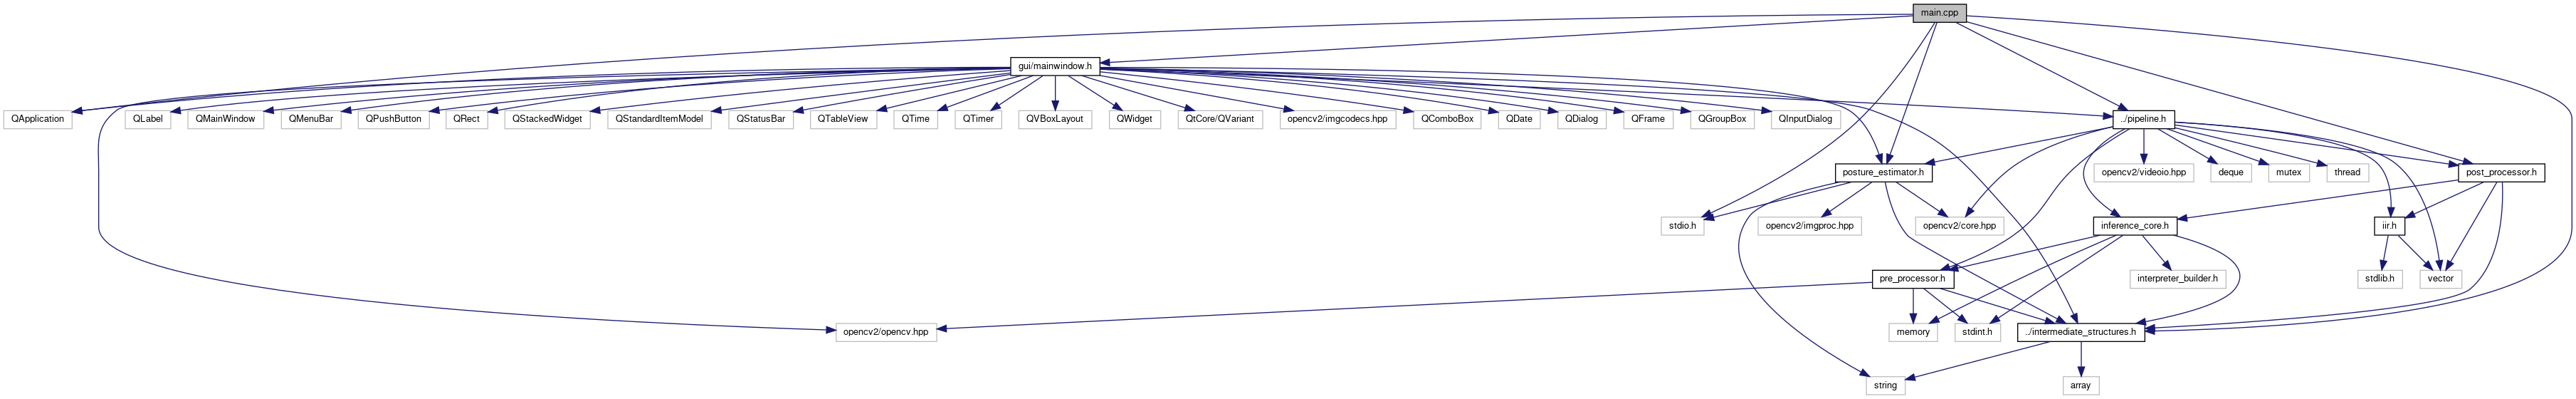 main.cpp
gui/mainwindow.h
QApplication
QLabel
QMainWindow
QMenuBar
QPushButton
QRect
QStackedWidget
QStandardItemModel
QStatusBar
QTableView
QTime
QTimer
QVBoxLayout
QWidget
QtCore/QVariant
opencv2/imgcodecs.hpp
QComboBox
QDate
QDialog
QFrame
QGroupBox
QInputDialog
../pipeline.h
posture_estimator.h
opencv2/videoio.hpp
deque
mutex
thread
post_processor.h
stdio.h
opencv2/imgproc.hpp
opencv2/core.hpp
inference_core.h
iir.h
pre_processor.h
interpreter_builder.h
stdlib.h
vector
opencv2/opencv.hpp
memory
stdint.h
../intermediate_structures.h
string
array